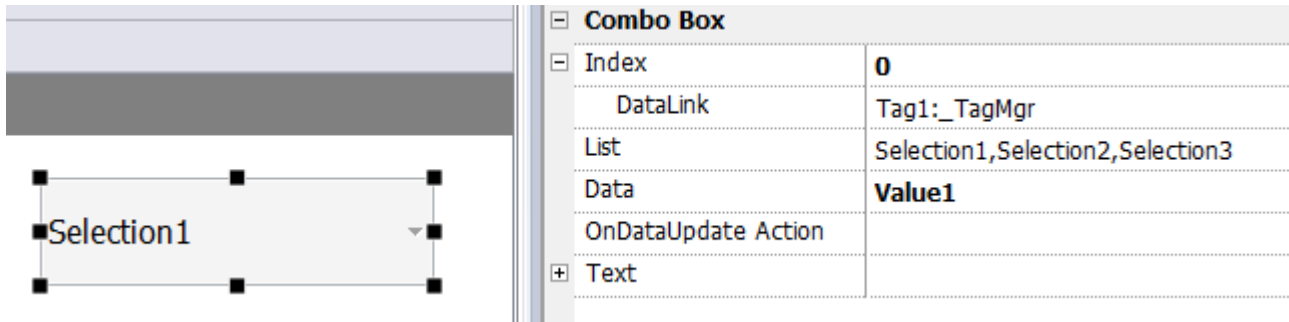 Combo Box
Index 0
DataLink Tag1:_TagMgr
List Selection1,Selection2,Selection3
Data Value1
OnDataUpdate Action
Text
Selection1